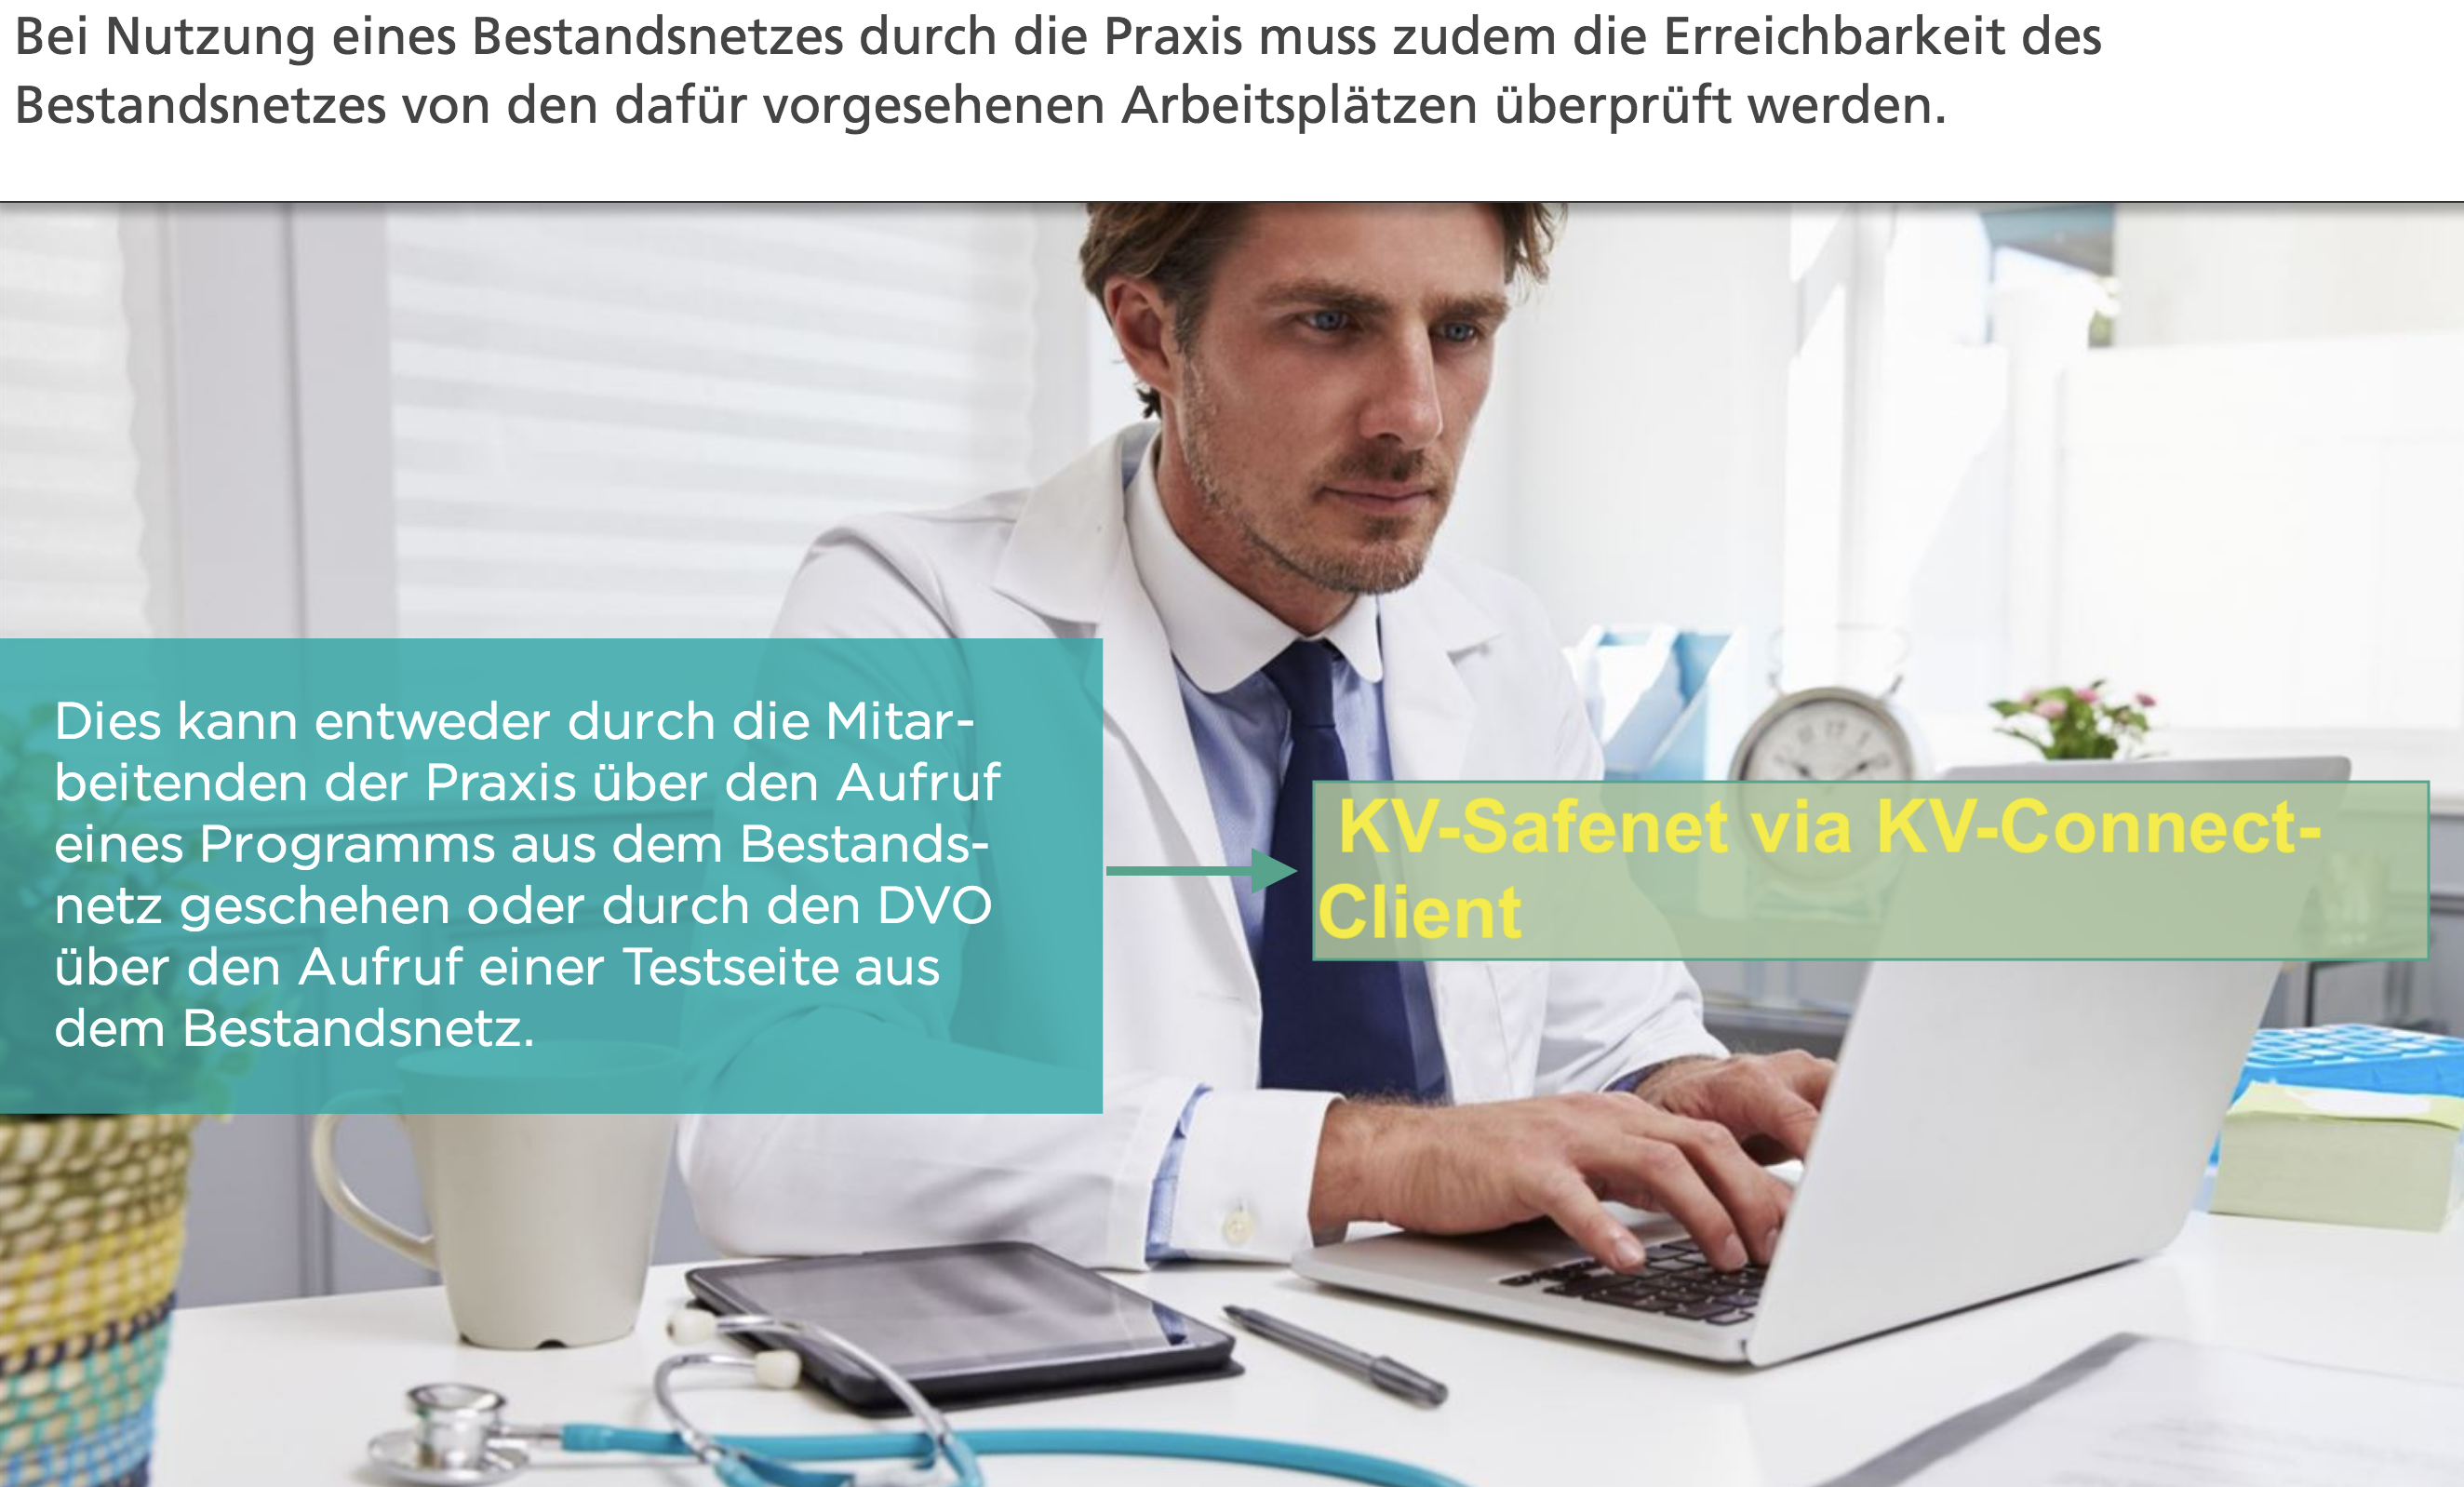 Bei Nutzung eines Bestandsnetzes durch die Praxis muss zudem die Erreichbarkeit des
Bestandsnetzes von den dafür vorgesehenen Arbeitsplätzen überprüft werden.
Dies kann entweder durch die Mitar-
beitenden der Praxis über den Aufruf
eines Programms aus dem Bestands-
netz geschehen oder durch den DVO
über den Aufruf einer Testseite aus
dem Bestandsnetz.
KV-Safenet via KV-Connect-
Client